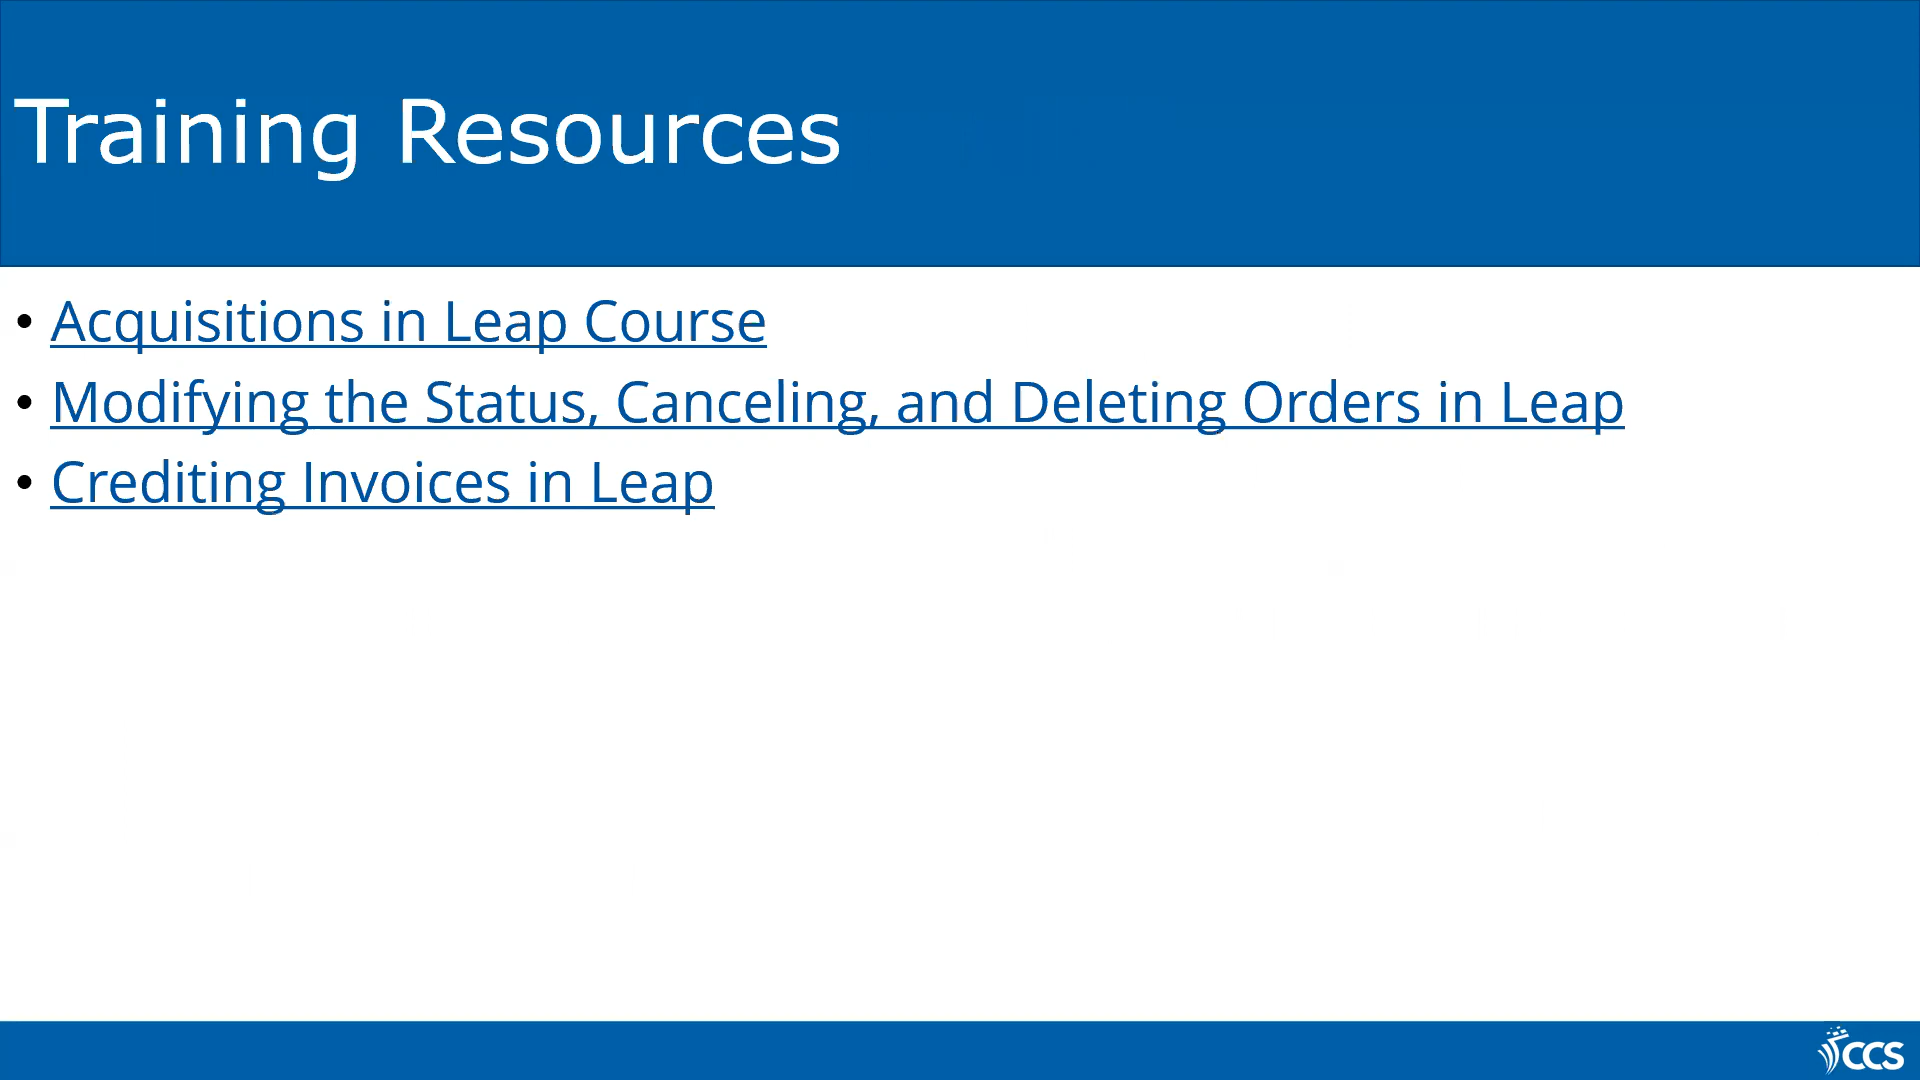 Training Resources
• Acquisitions in Leap Course
• Modifying the Status, Canceling, and Deleting Orders in Leap
• Crediting Invoices in Leap
CCS